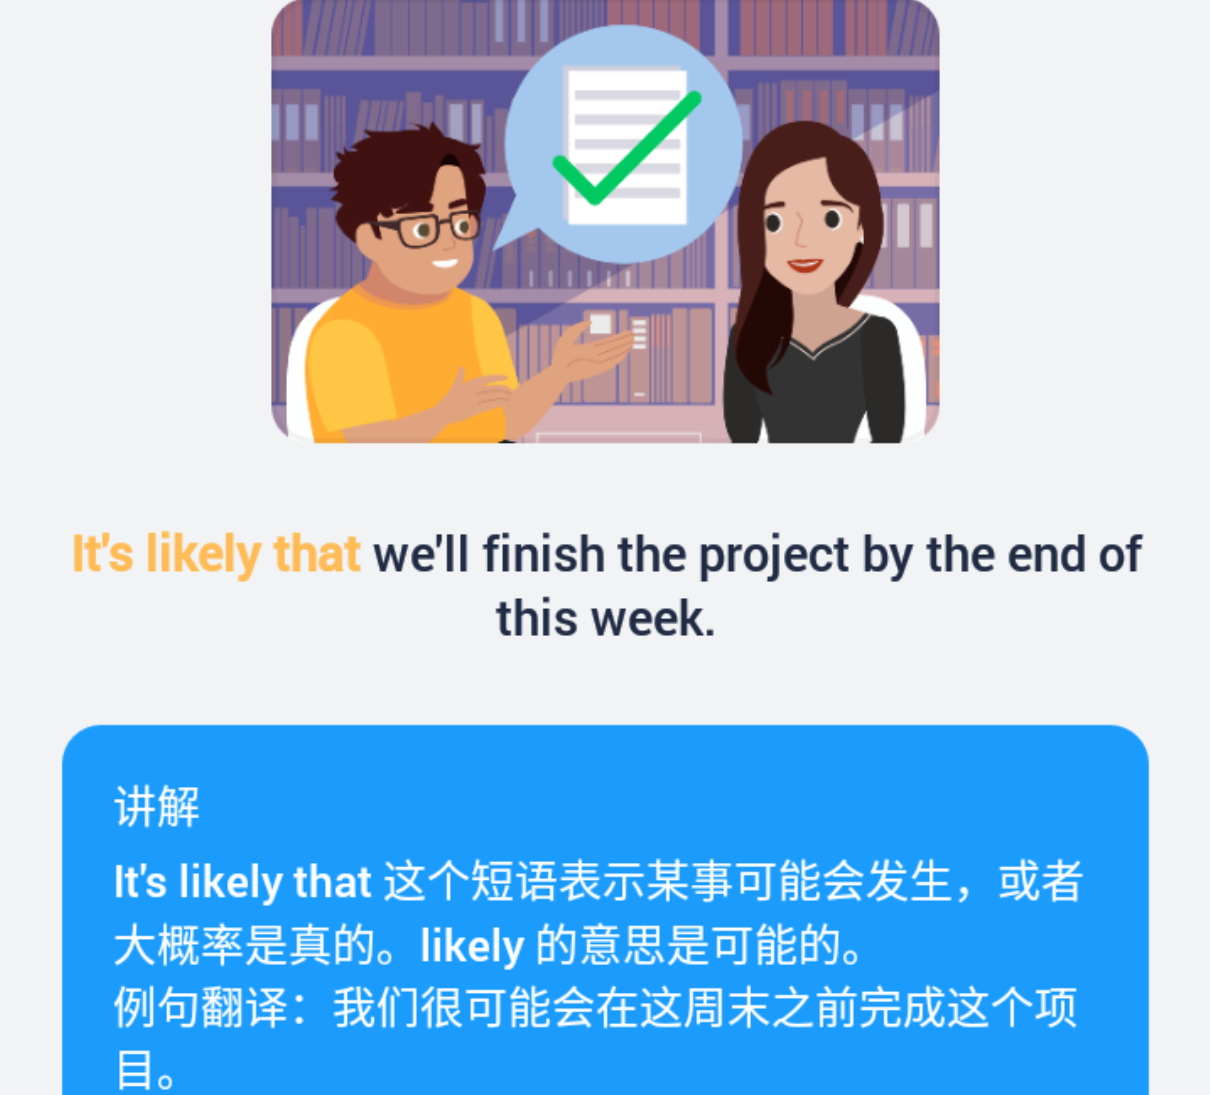 It's likely that we'll finish the project by the end of
this week.
讲解
It's likely that 这个短语表示某事可能会发生，或者
大概率是真的。likely 的意思是可能的。
例句翻译：我们很可能会在这周末之前完成这个项
目。